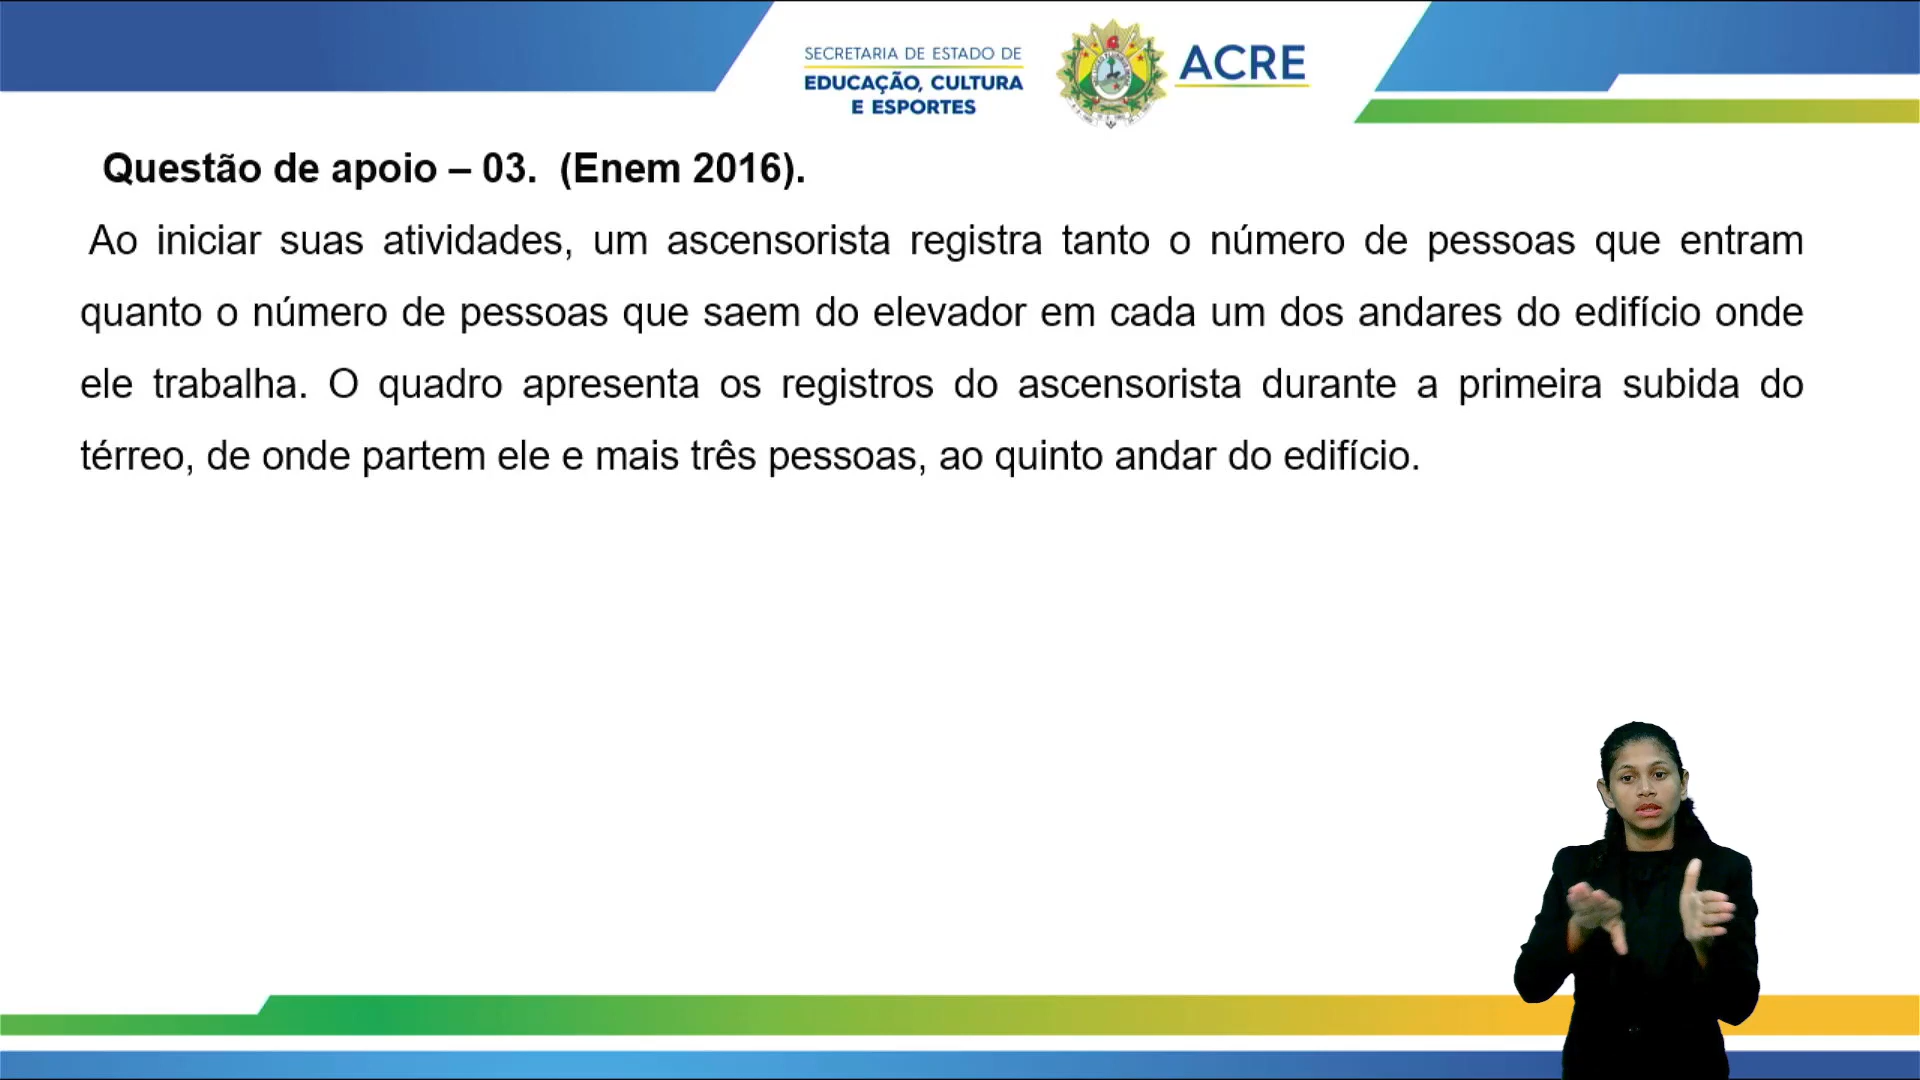 SECRETARIA DE ESTADO DE
EDUCAÇÃO, CULTURA
E ESPORTES
ACRE
Questão de apoio – 03. (Enem 2016).
Ao iniciar suas atividades, um ascensorista registra tanto o número de pessoas que entram
quanto o número de pessoas que saem do elevador em cada um dos andares do edifício onde
ele trabalha. O quadro apresenta os registros do ascensorista durante a primeira subida do
térreo, de onde partem ele e mais três pessoas, ao quinto andar do edifício.